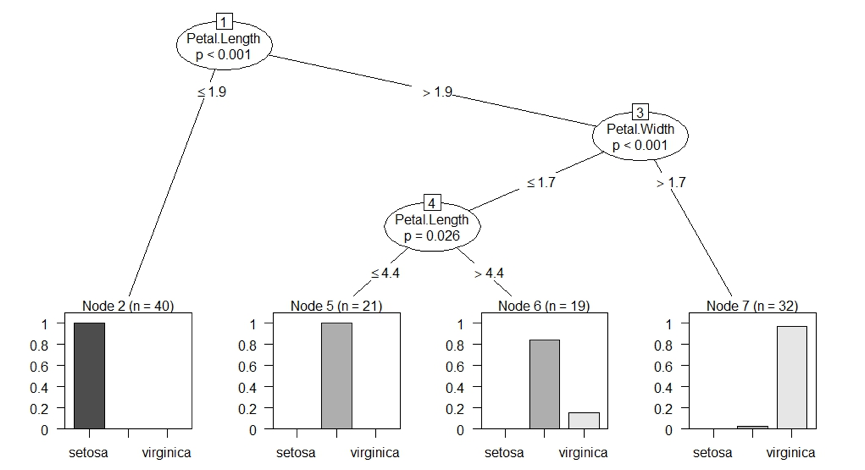 1
Petal.Length
p < 0.001
≤ 1.9
> 1.9
3
Petal.Width
p < 0.001
≤ 1.7
> 1.7
4
Petal.Length
p = 0.026
≤ 4.4
> 4.4
Node 2 (n = 40)
1
0.8
0.6
0.4
0.2
0
setosa virginica
Node 5 (n = 21)
1
0.8
0.6
0.4
0.2
0
setosa virginica
Node 6 (n = 19)
1
0.8
0.6
0.4
0.2
0
setosa virginica
Node 7 (n = 32)
1
0.8
0.6
0.4
0.2
0
setosa virginica